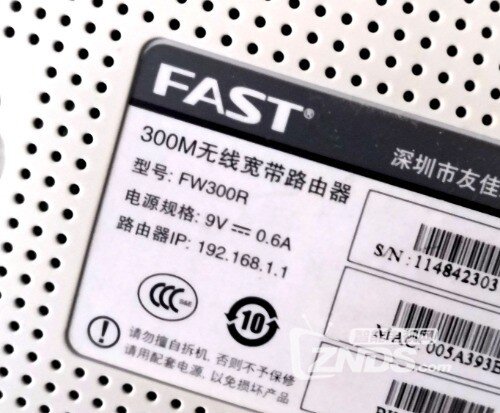 FAST®
深圳市友佳
300M无线宽带路由器
型号: FW300R
电源规格: 9V ⎓ 0.6A
路由器IP: 192.168.1.1
S/N: 114842303
MAC 005A393E
CCC S&E
10
请勿擅自拆机, 否则不予保修
请用配套电源, 以免损坏产品
ZNDS.com